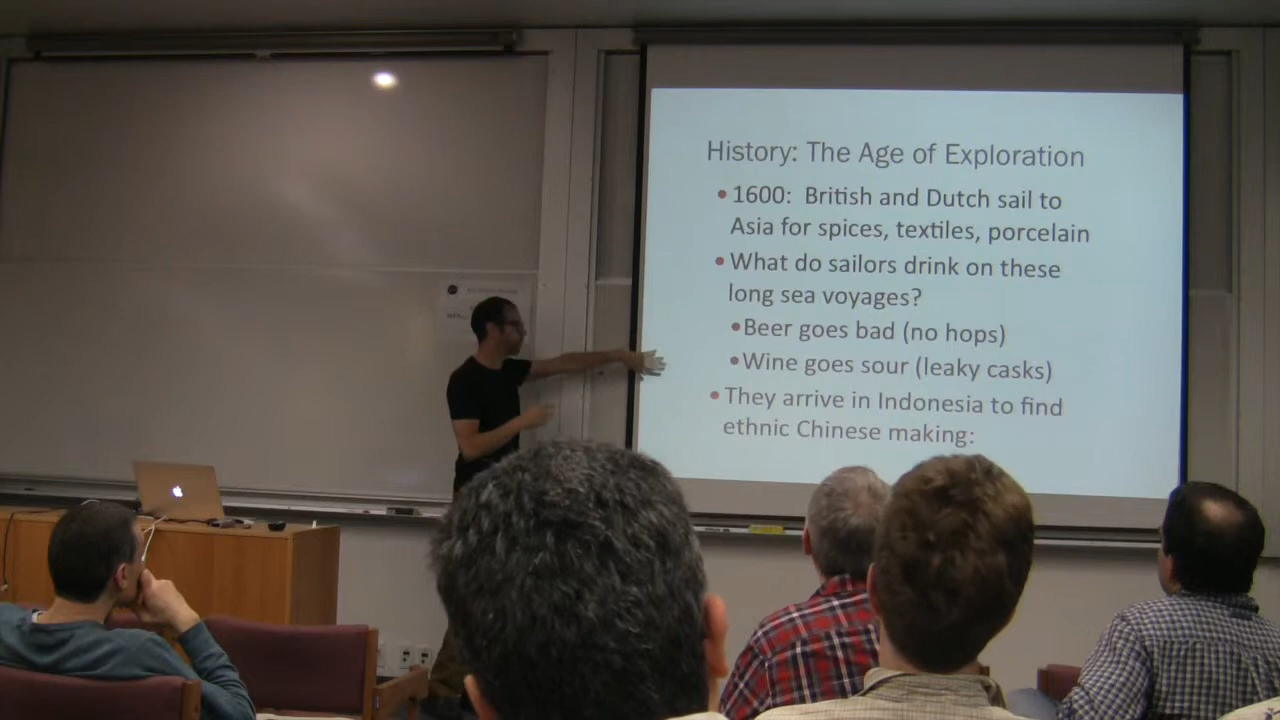 History: The Age of Exploration
•1600: British and Dutch sail to
Asia for spices, textiles, porcelain
•What do sailors drink on these
long sea voyages?
•Beer goes bad (no hops)
•Wine goes sour (leaky casks)
•They arrive in Indonesia to find
ethnic Chinese making: